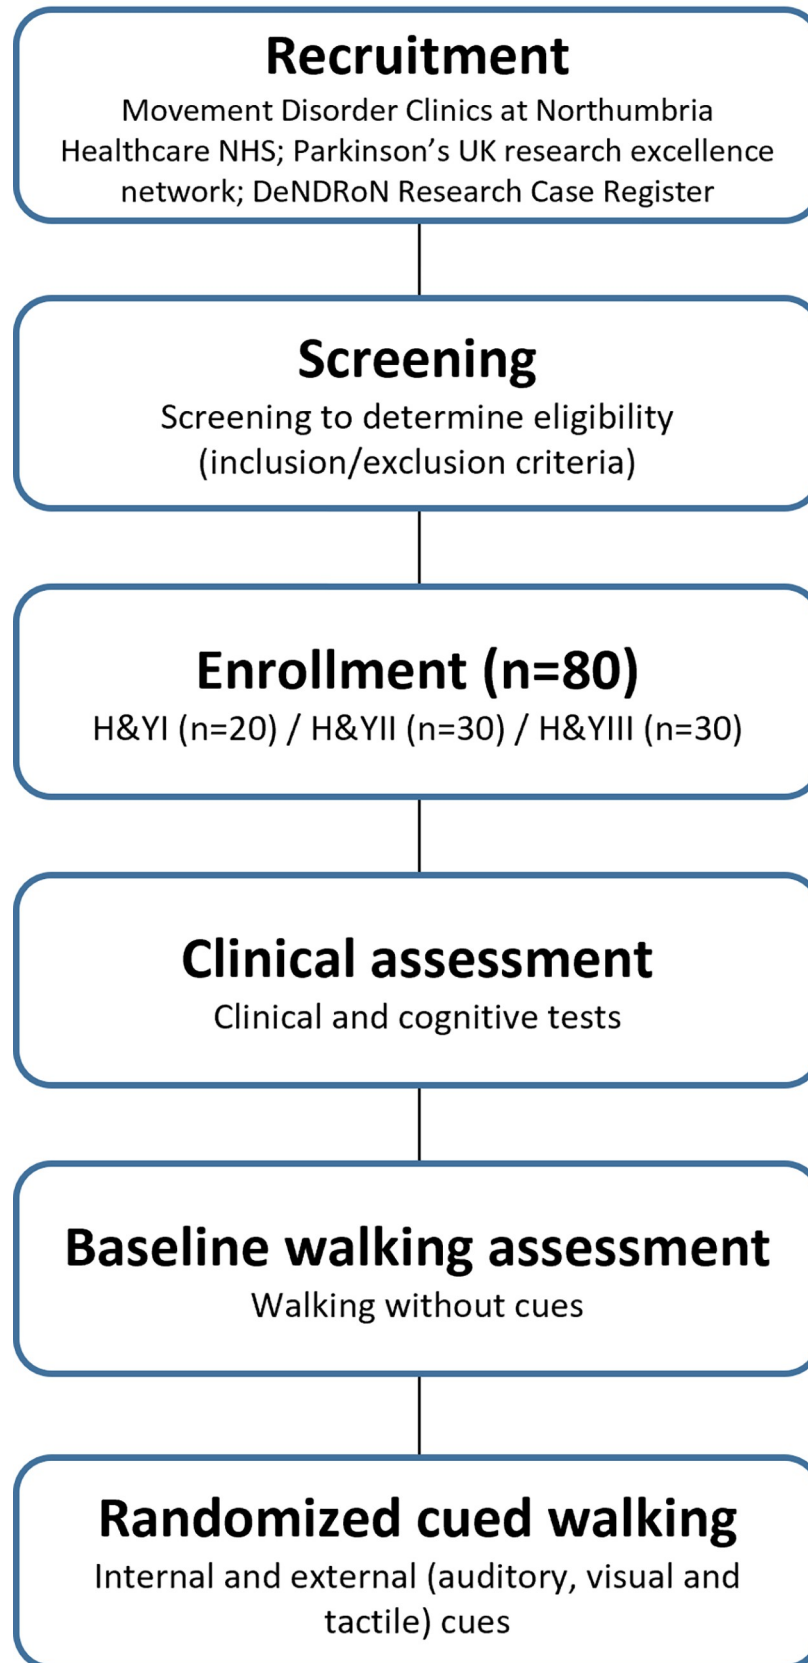 Recruitment
Movement Disorder Clinics at Northumbria
Healthcare NHS; Parkinson’s UK research excellence
network; DeNDRoN Research Case Register
Screening
Screening to determine eligibility
(inclusion/exclusion criteria)
Enrollment (n=80)
H&YI (n=20) / H&YII (n=30) / H&YIII (n=30)
Clinical assessment
Clinical and cognitive tests
Baseline walking assessment
Walking without cues
Randomized cued walking
Internal and external (auditory, visual and
tactile) cues